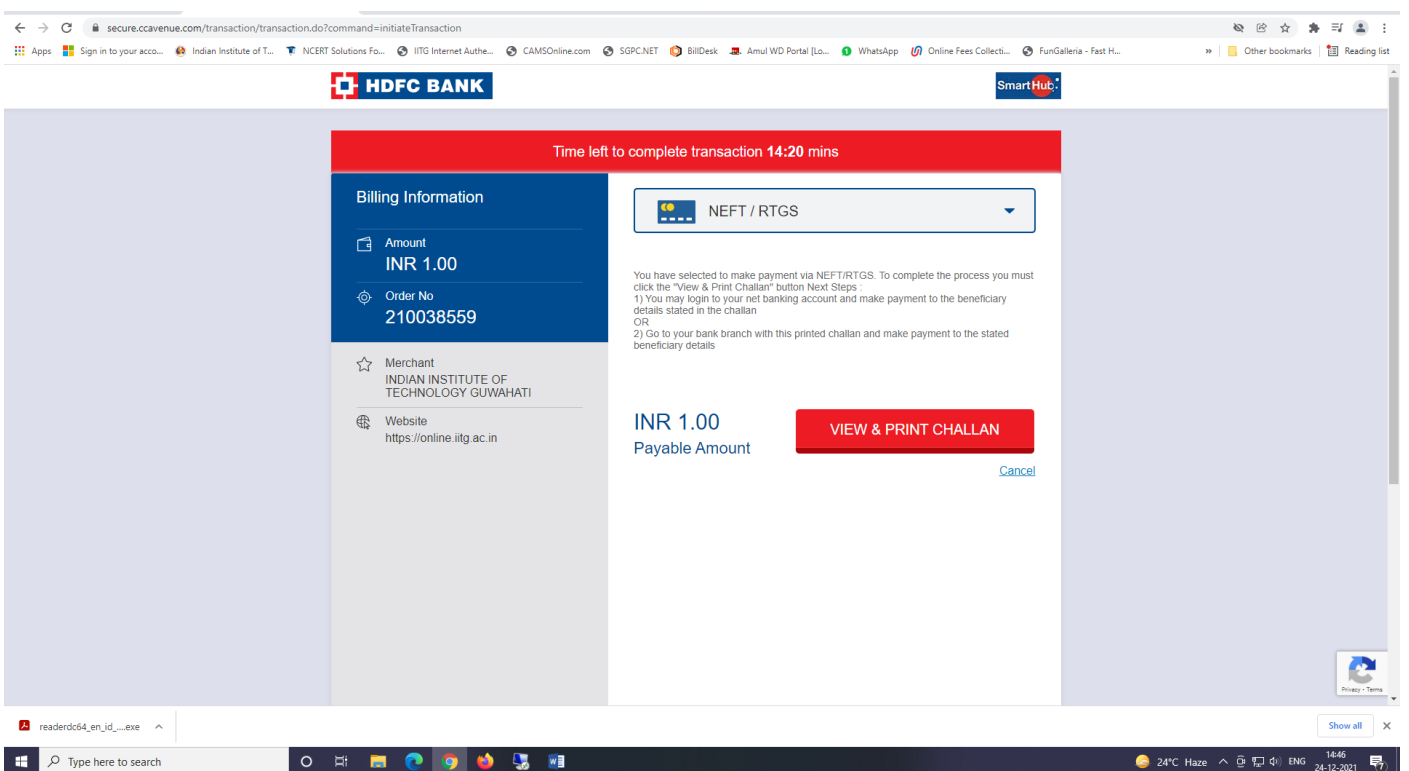 secure.ccavenue.com/transaction/transaction.do?command=initiateTransaction
Apps Sign in to your acco... Indian Institute of T... NCERT Solutions Fo... IITG Internet Authe... CAMSOnline.com SGPC.NET BillDesk Amul WD Portal [Lo... WhatsApp Online Fees Collecti... FunGalleria - Fast H... » Other bookmarks Reading list
HDFC BANK
SmartHub
Time left to complete transaction 14:20 mins
Billing Information
Amount
INR 1.00
Order No
210038559
Merchant
INDIAN INSTITUTE OF
TECHNOLOGY GUWAHATI
Website
https://online.iitg.ac.in
NEFT / RTGS
You have selected to make payment via NEFT/RTGS. To complete the process you must
click the "View & Print Challan" button Next Steps :
1) You may login to your net banking account and make payment to the beneficiary
details stated in the challan
OR
2) Go to your bank branch with this printed challan and make payment to the stated
beneficiary details
INR 1.00
Payable Amount
VIEW & PRINT CHALLAN
Cancel
Privacy - Terms
readerdc64_en_id_....exe
Show all
Type here to search
24°C Haze
ENG
14:46
24-12-2021
7